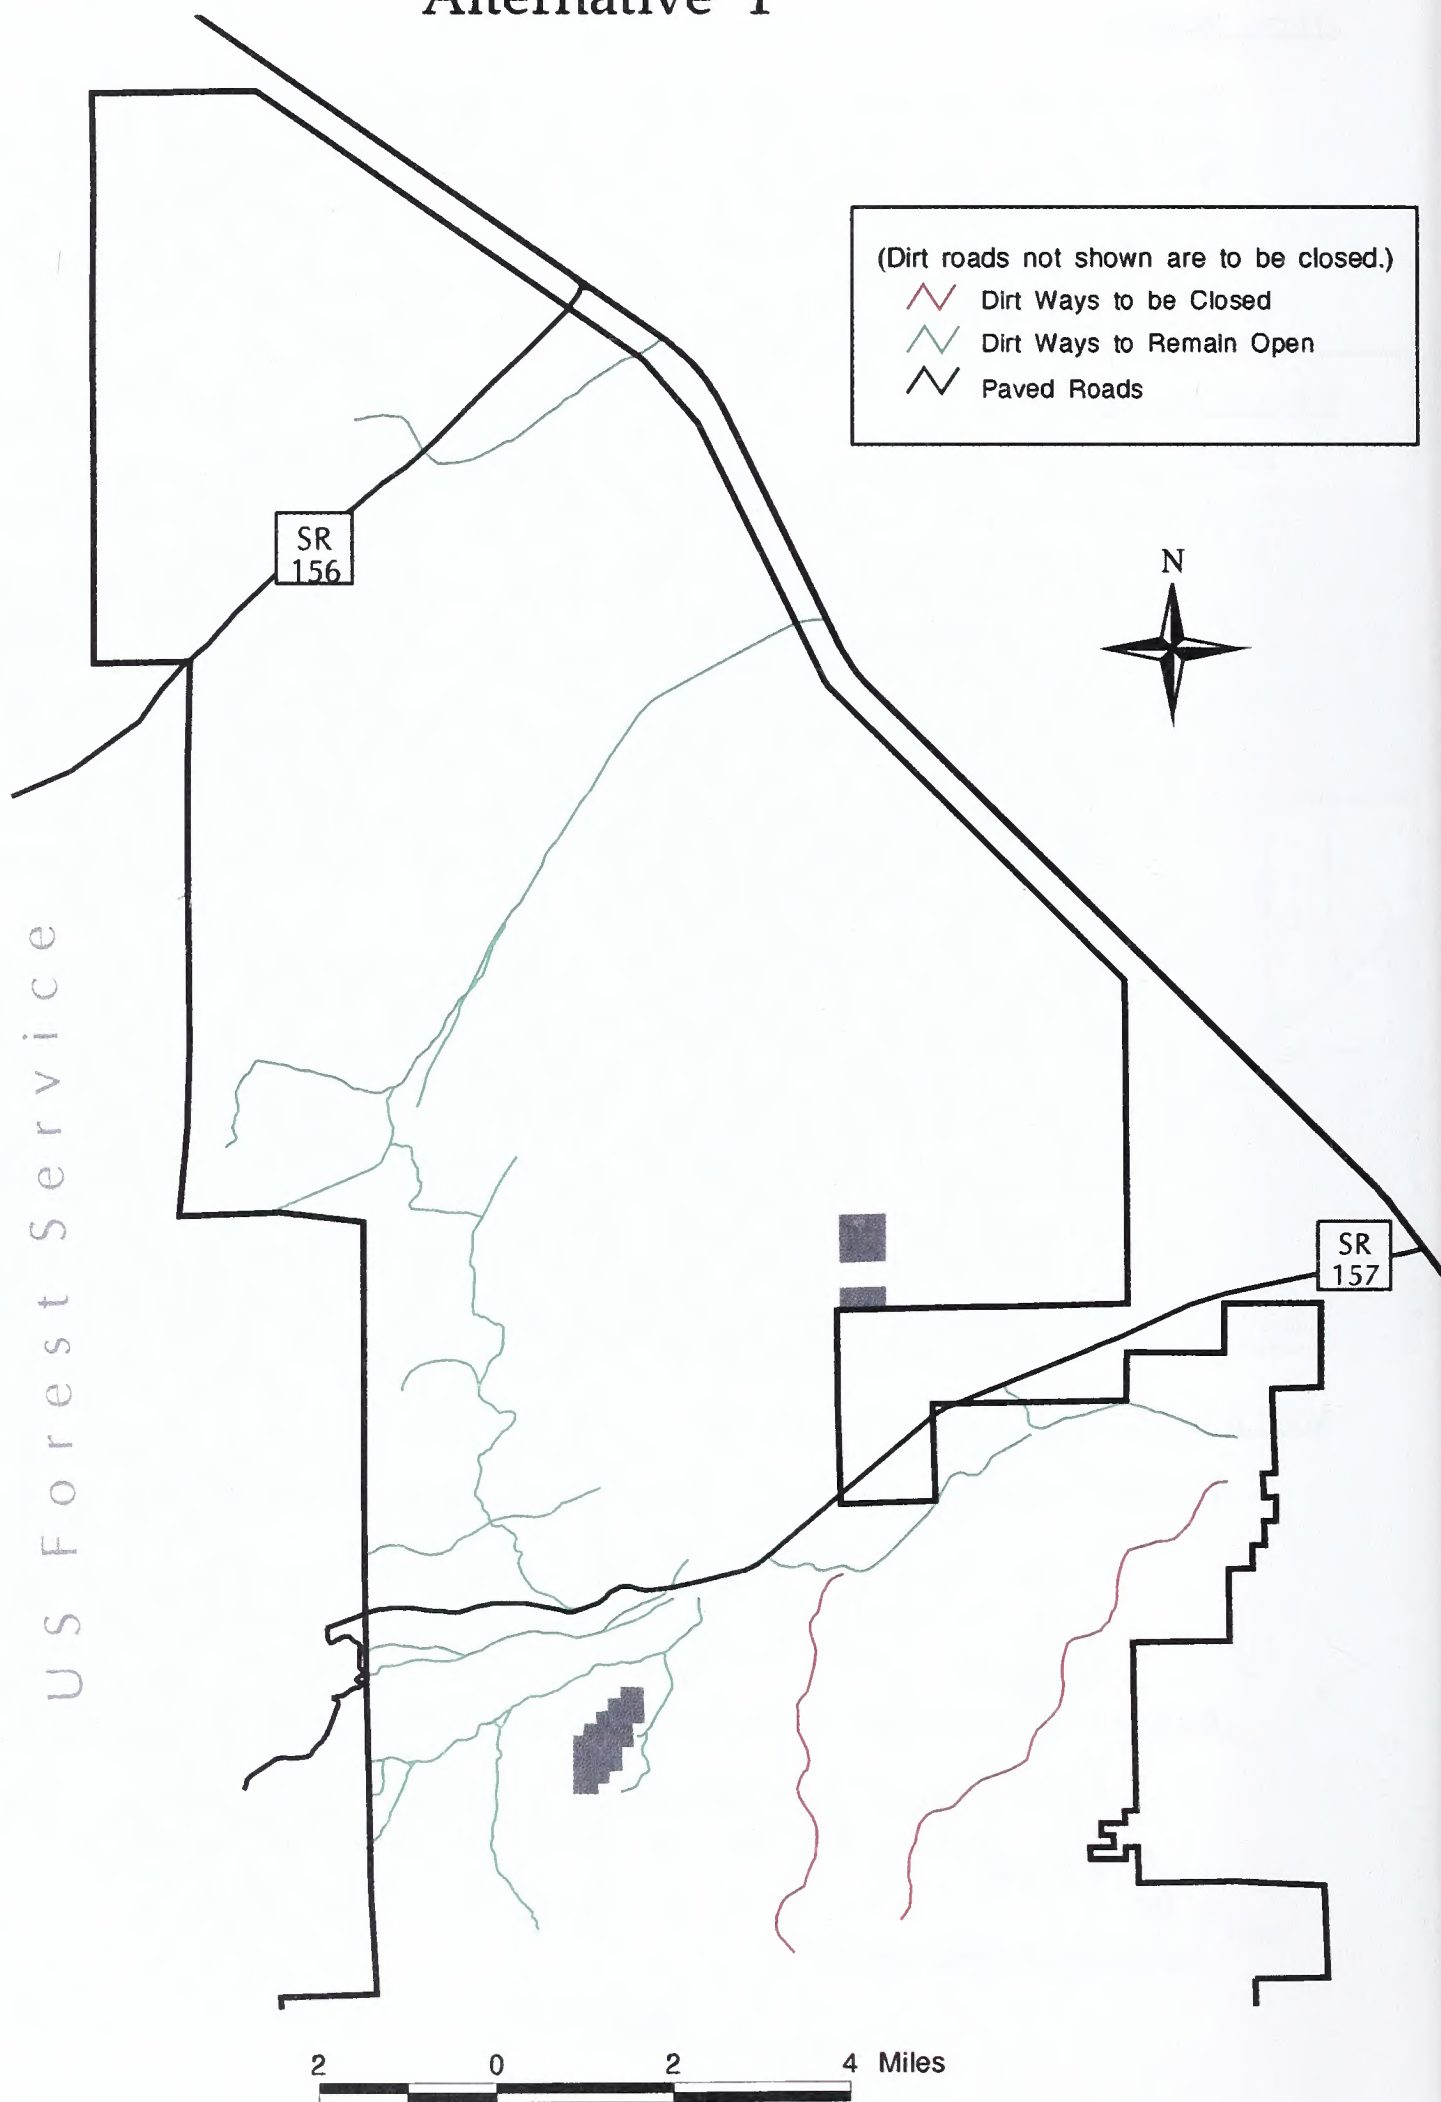 Alternative 1
(Dirt roads not shown are to be closed.)
Dirt Ways to be Closed
Dirt Ways to Remain Open
Paved Roads
SR
156
N
US Forest Service
SR
157
2 0 2 4 Miles